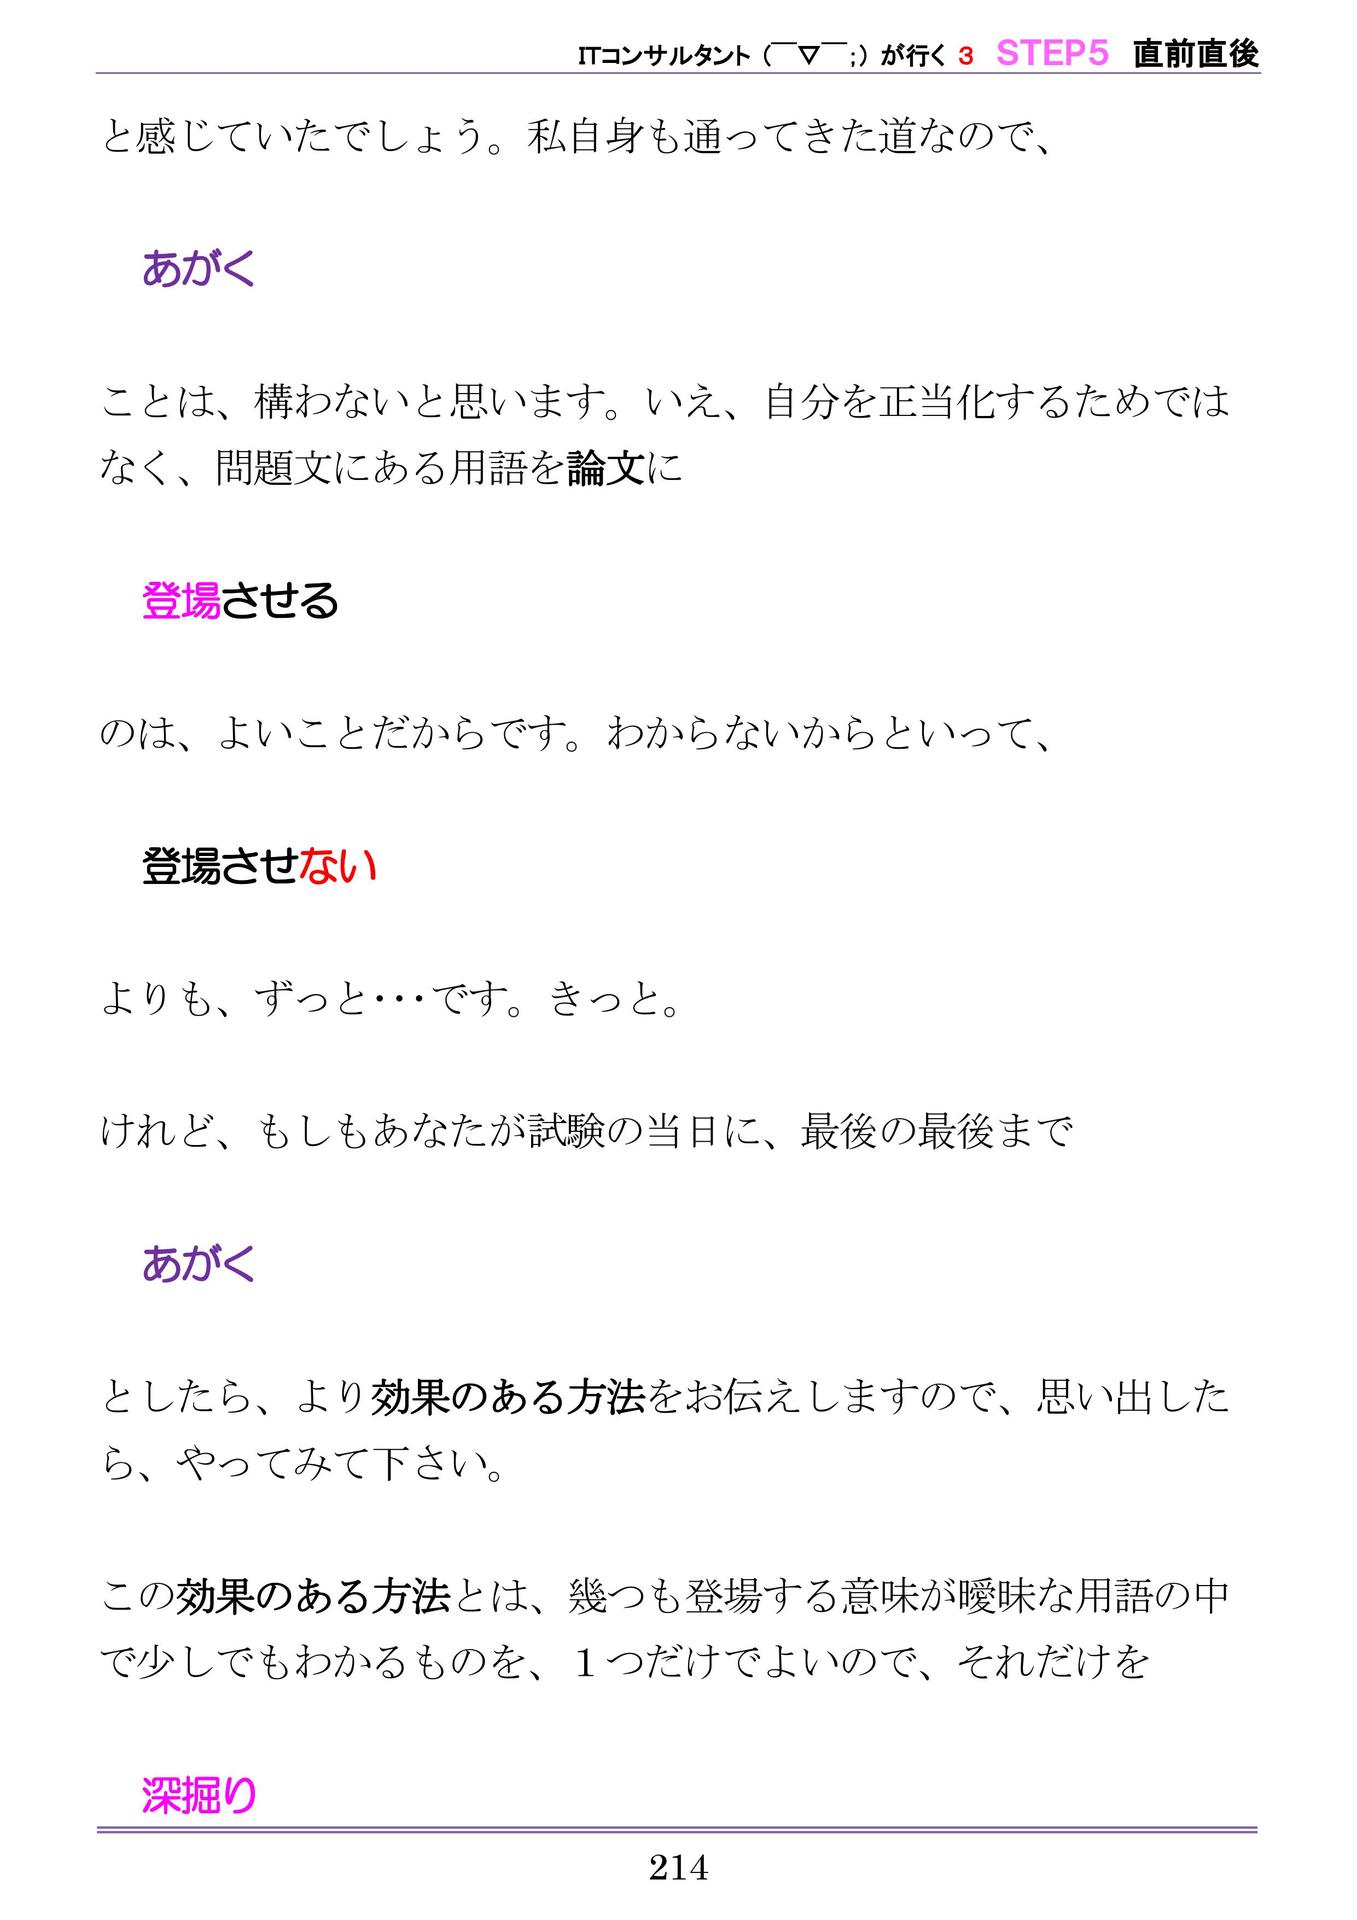 ITコンサルタント（￣▽￣；）が行く 3 STEP5 直前直後
と感じていたでしょう。私自身も通ってきた道なので、
あがく
ことは、構わないと思います。いえ、自分を正当化するためでは
なく、問題文にある用語を論文に
登場させる
のは、よいことだからです。わからないからといって、
登場させない
よりも、ずっと･･･です。きっと。
けれど、もしもあなたが試験の当日に、最後の最後まで
あがく
としたら、より効果のある方法をお伝えしますので、思い出した
ら、やってみて下さい。
この効果のある方法とは、幾つも登場する意味が曖昧な用語の中
で少しでもわかるものを、１つだけでよいので、それだけを
深掘り
214